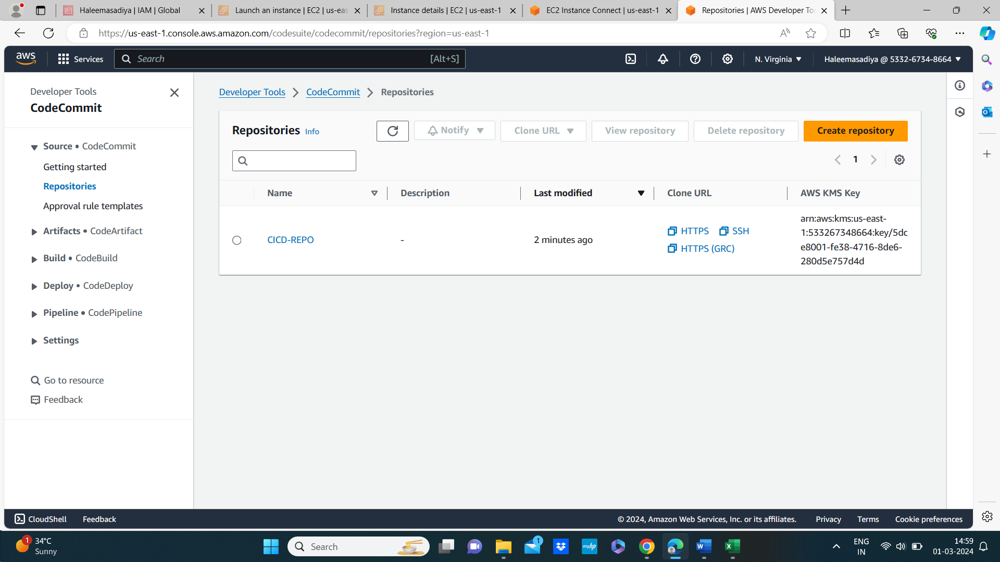 Haleemasadiya | IAM | Global
Launch an instance | EC2 | us-eas
Instance details | EC2 | us-east-1
EC2 Instance Connect | us-east-1
Repositories | AWS Developer To
https://us-east-1.console.aws.amazon.com/codesuite/codecommit/repositories?region=us-east-1
aws
Services
Search
[Alt+S]
N. Virginia
Haleemasadiya @ 5332-6734-8664
Developer Tools
CodeCommit
Source • CodeCommit
Getting started
Repositories
Approval rule templates
Artifacts • CodeArtifact
Build • CodeBuild
Deploy • CodeDeploy
Pipeline • CodePipeline
Settings
Go to resource
Feedback
Developer Tools > CodeCommit > Repositories
Repositories Info
Notify
Clone URL
View repository
Delete repository
Create repository
1
Name
Description
Last modified
Clone URL
AWS KMS Key
CICD-REPO
-
2 minutes ago
HTTPS SSH
HTTPS (GRC)
arn:aws:kms:us-east-
1:533267348664:key/5dc
e8001-fe38-4716-8de6-
280d5e757d4d
CloudShell
Feedback
© 2024, Amazon Web Services, Inc. or its affiliates.
Privacy
Terms
Cookie preferences
1
34°C
Sunny
Search
1
myhp
W
X
ENG
IN
14:59
01-03-2024